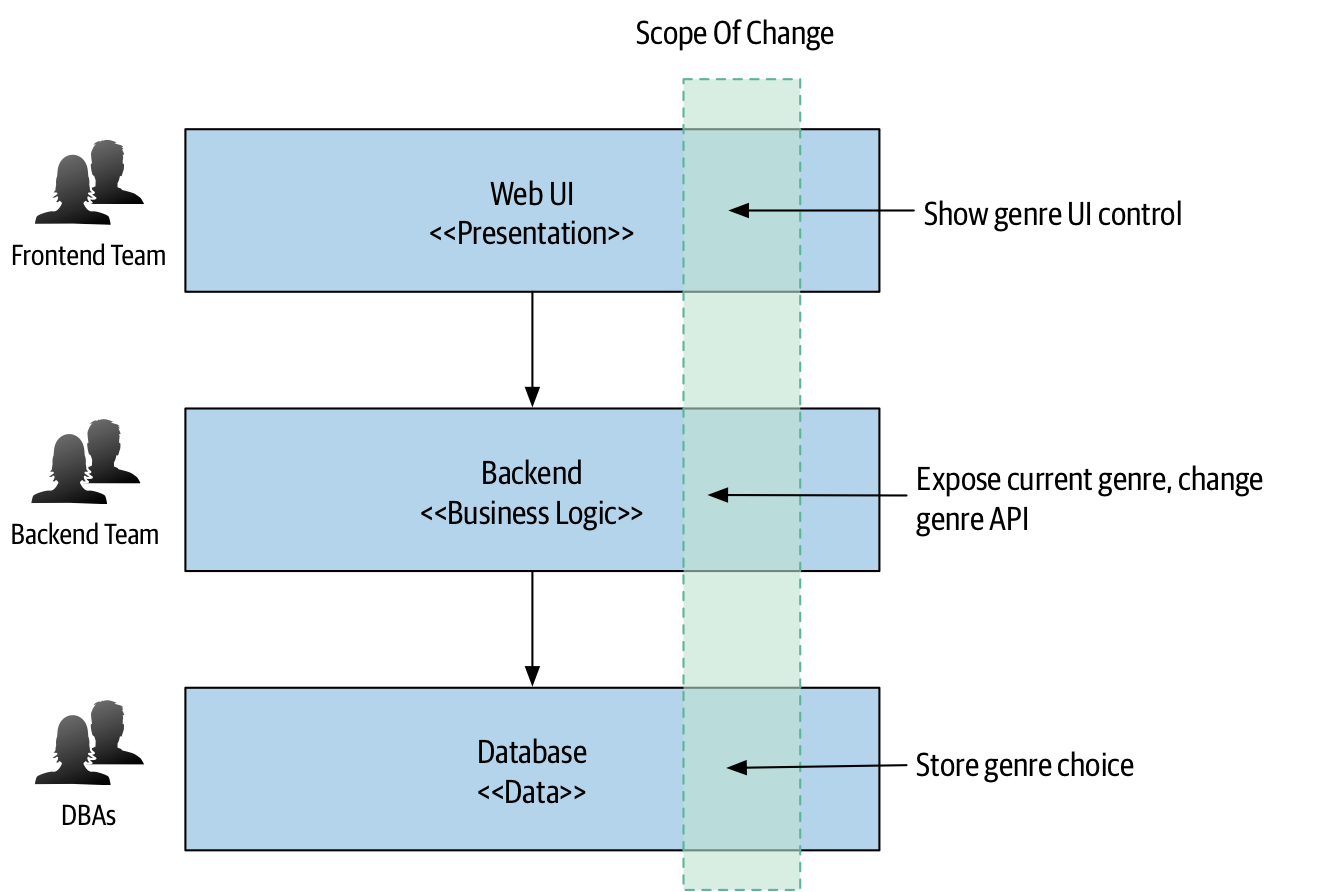 Scope Of Change
Web UI
<<Presentation>>
Frontend Team
Show genre UI control
Backend
<<Business Logic>>
Backend Team
Expose current genre, change
genre API
Database
<<Data>>
DBAs
Store genre choice